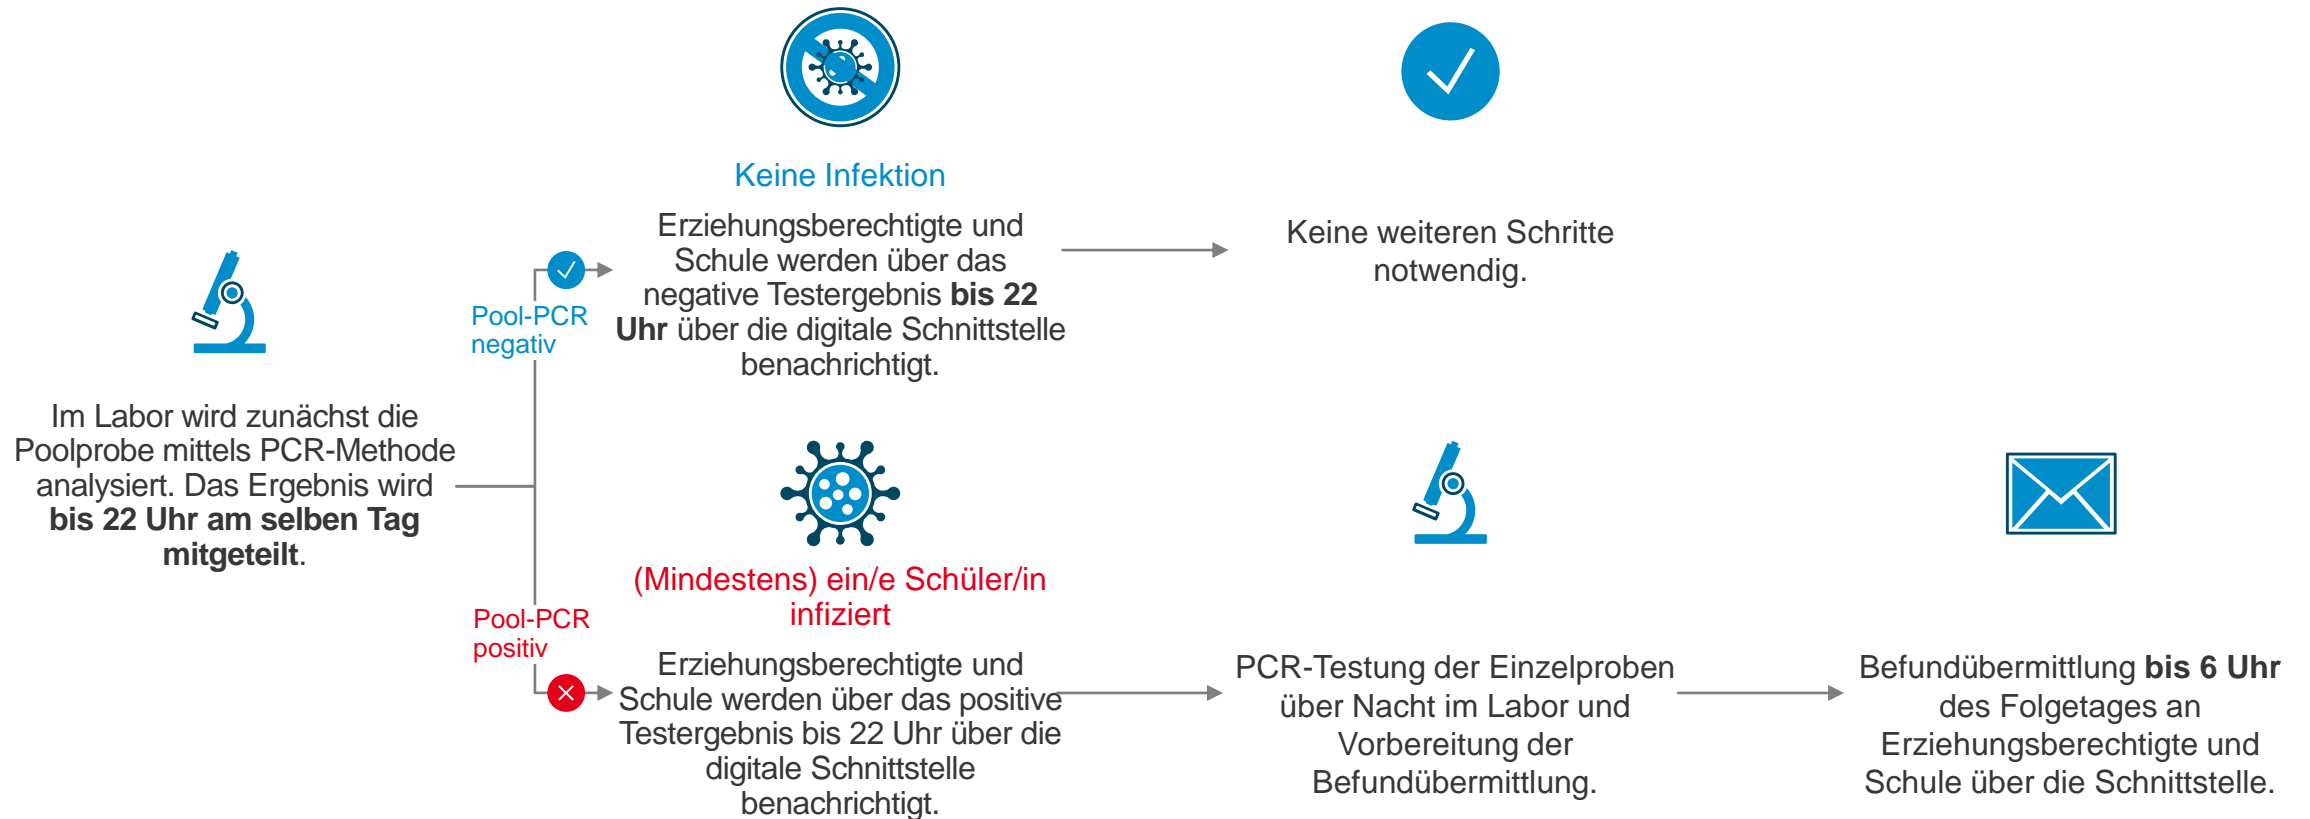 Im Labor wird zunächst die
Poolprobe mittels PCR-Methode
analysiert. Das Ergebnis wird
bis 22 Uhr am selben Tag
mitgeteilt.
Pool-PCR
negativ
Keine Infektion
Erziehungsberechtigte und
Schule werden über das
negative Testergebnis bis 22
Uhr über die digitale Schnittstelle
benachrichtigt.
Keine weiteren Schritte
notwendig.
Pool-PCR
positiv
(Mindestens) ein/e Schüler/in
infiziert
Erziehungsberechtigte und
Schule werden über das positive
Testergebnis bis 22 Uhr über die
digitale Schnittstelle
benachrichtigt.
PCR-Testung der Einzelproben
über Nacht im Labor und
Vorbereitung der
Befundübermittlung.
Befundübermittlung bis 6 Uhr
des Folgetages an
Erziehungsberechtigte und
Schule über die Schnittstelle.